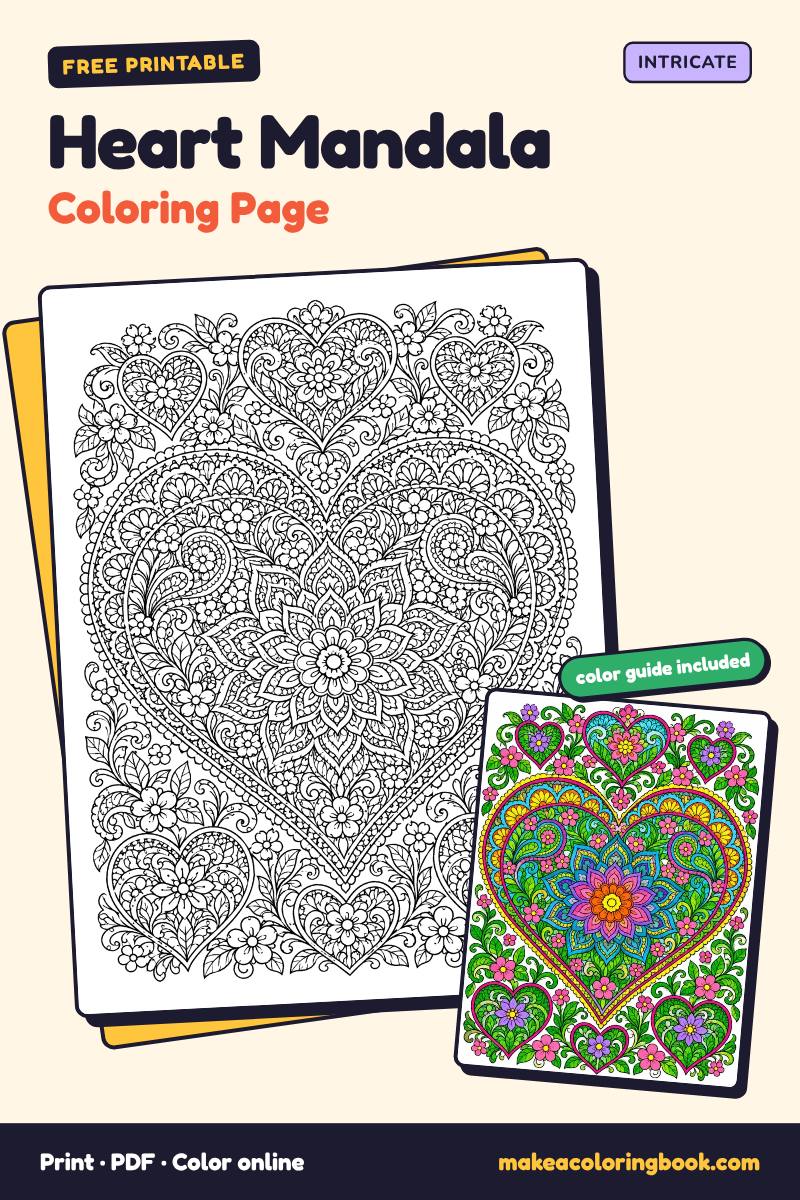 FREE PRINTABLE
INTRICATE
Heart Mandala
Coloring Page
color guide included
Print · PDF · Color online
makeacoloringbook.com